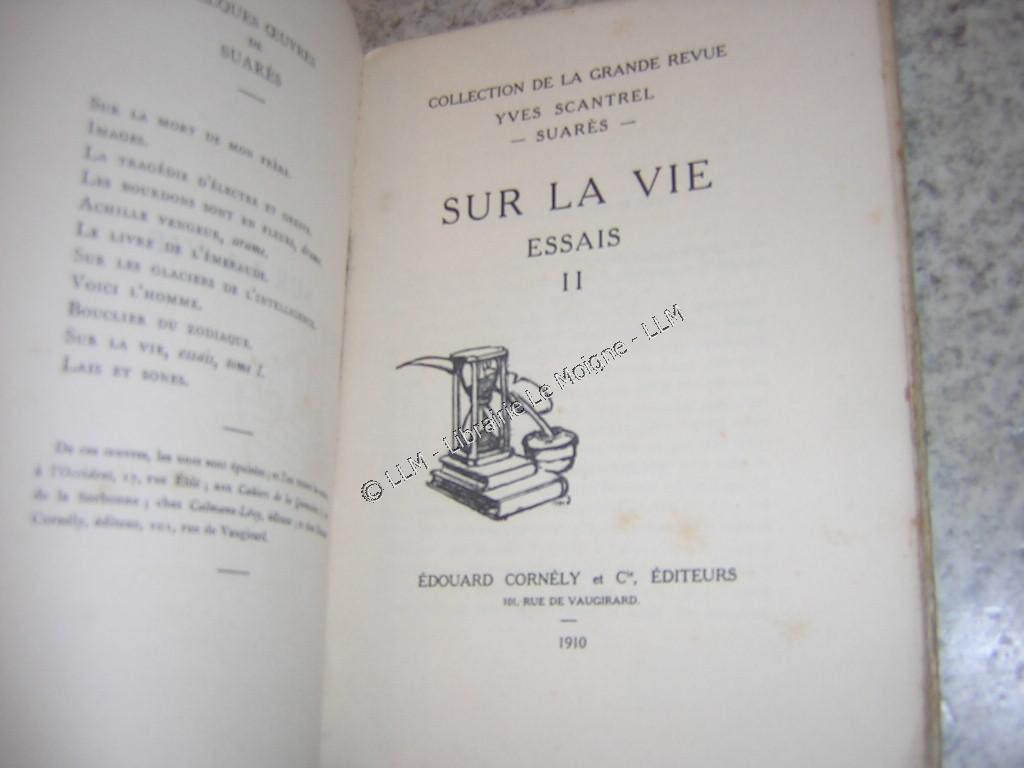 QUELQUES ŒUVRES
DE
SUARÈS
SUR LA MORT DE MON FRÈRE.
IMAGES.
LA TRAGÉDIE D'ÉLECTRE ET ORESTE.
LES BOURDONS SONT EN FLEURS, drame.
ACHILLE VENGEUR, drame.
LE LIVRE DE L'ÉMERAUDE.
SUR LES GLACIERS DE L'INTELLIGENCE.
VOICI L'HOMME.
BOUCLIER DU ZODIAQUE.
SUR LA VIE, essais, tome I.
LAIS ET SONES.
De ces œuvres, les unes sont épuisées ;
à l'Occident, 17, rue Éblé ; aux Cahiers de la
de la Sorbonne ; chez Calmann-Lévy,
Cornély, éditeur, 101, rue de Vaugirard.
COLLECTION DE LA GRANDE REVUE
YVES SCANTREL
— SUARÈS —
SUR LA VIE
ESSAIS
II
© LLM - Librairie Le Moigne - LLM
ÉDOUARD CORNÉLY et Cie, ÉDITEURS
101, RUE DE VAUGIRARD.
1910